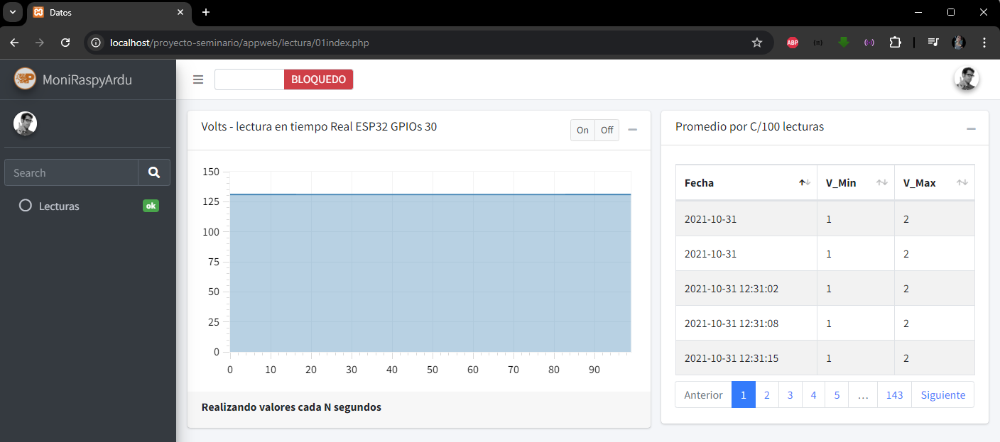 Datos
localhost/proyecto-seminario/appweb/lectura/01index.php
ABP
MoniRaspyArdu
BLOQUEDO
Search
Lecturas ok
Volts - lectura en tiempo Real ESP32 GPIOs 30
On Off
150
125
100
75
50
25
0
0 10 20 30 40 50 60 70 80 90
Realizando valores cada N segundos
Promedio por C/100 lecturas
Fecha V_Min V_Max
2021-10-31 1 2
2021-10-31 1 2
2021-10-31 12:31:02 1 2
2021-10-31 12:31:08 1 2
2021-10-31 12:31:15 1 2
Anterior 1 2 3 4 5 … 143 Siguiente